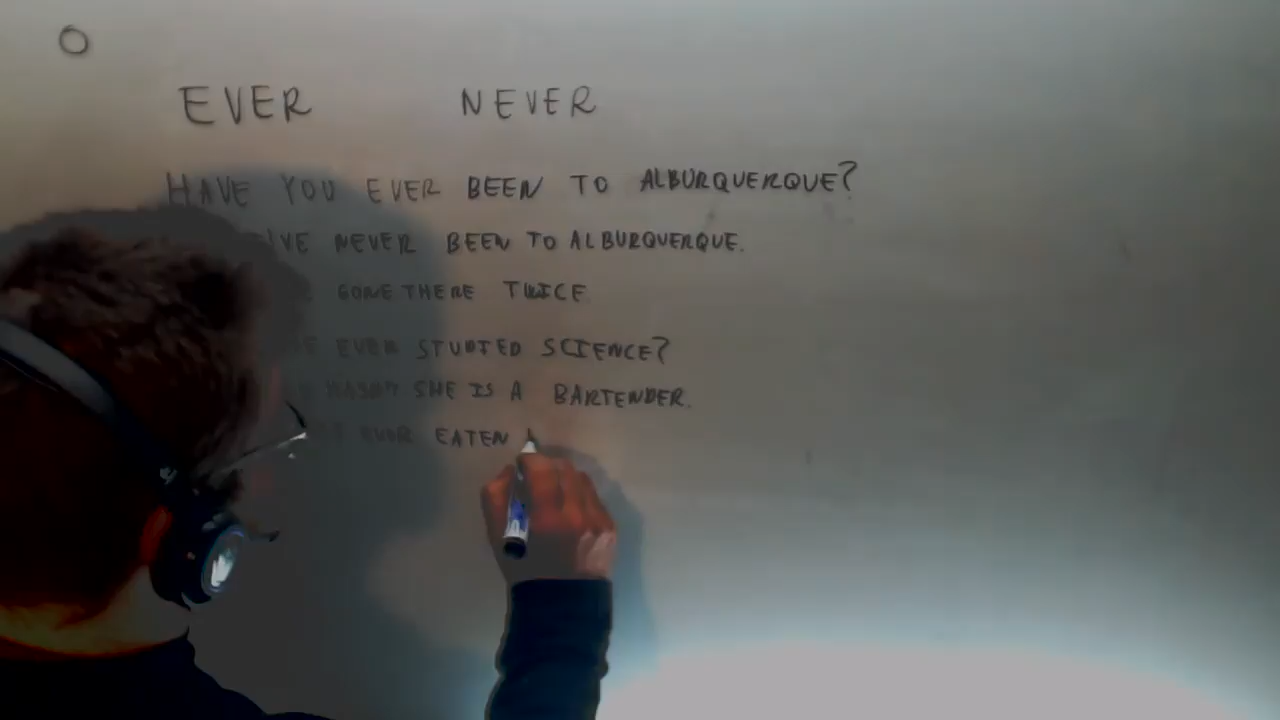 EVER NEVER
HAVE YOU EVER BEEN TO ALBURQUERQUE?
I'VE NEVER BEEN TO ALBURQUERQUE.
GONE THERE TWICE
EVER STUDIED SCIENCE?
SHE IS A BARTENDER.
EVER EATEN